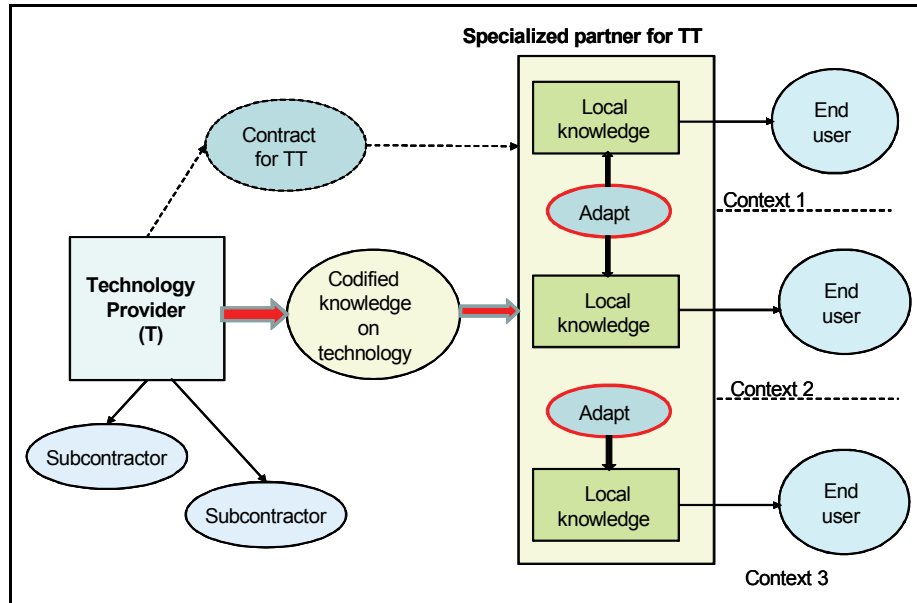 Specialized partner for TT
Contract
for TT
Local
knowledge
End
user
Adapt
Context 1
Technology
Provider
(T)
Codified
knowledge
on
technology
Local
knowledge
End
user
Adapt
Context 2
Subcontractor
Subcontractor
Local
knowledge
End
user
Context 3